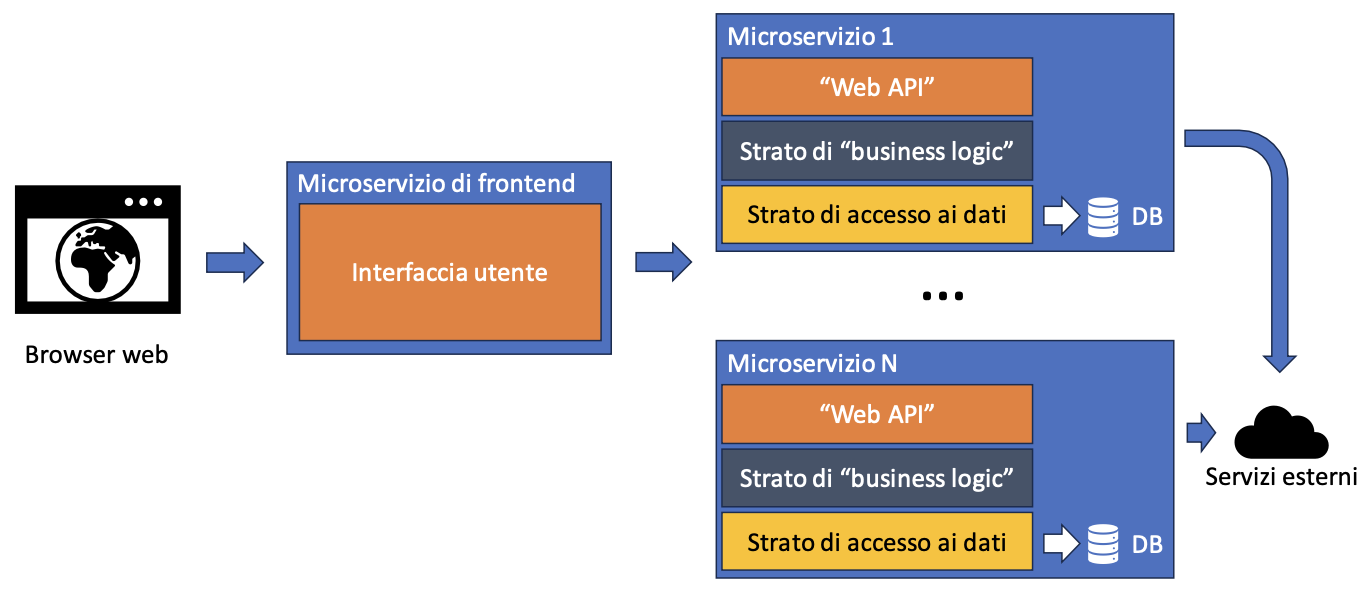 Browser web
Microservizio di frontend
Interfaccia utente
Microservizio 1
“Web API”
Strato di “business logic”
Strato di accesso ai dati
DB
...
Microservizio N
“Web API”
Strato di “business logic”
Strato di accesso ai dati
DB
Servizi esterni